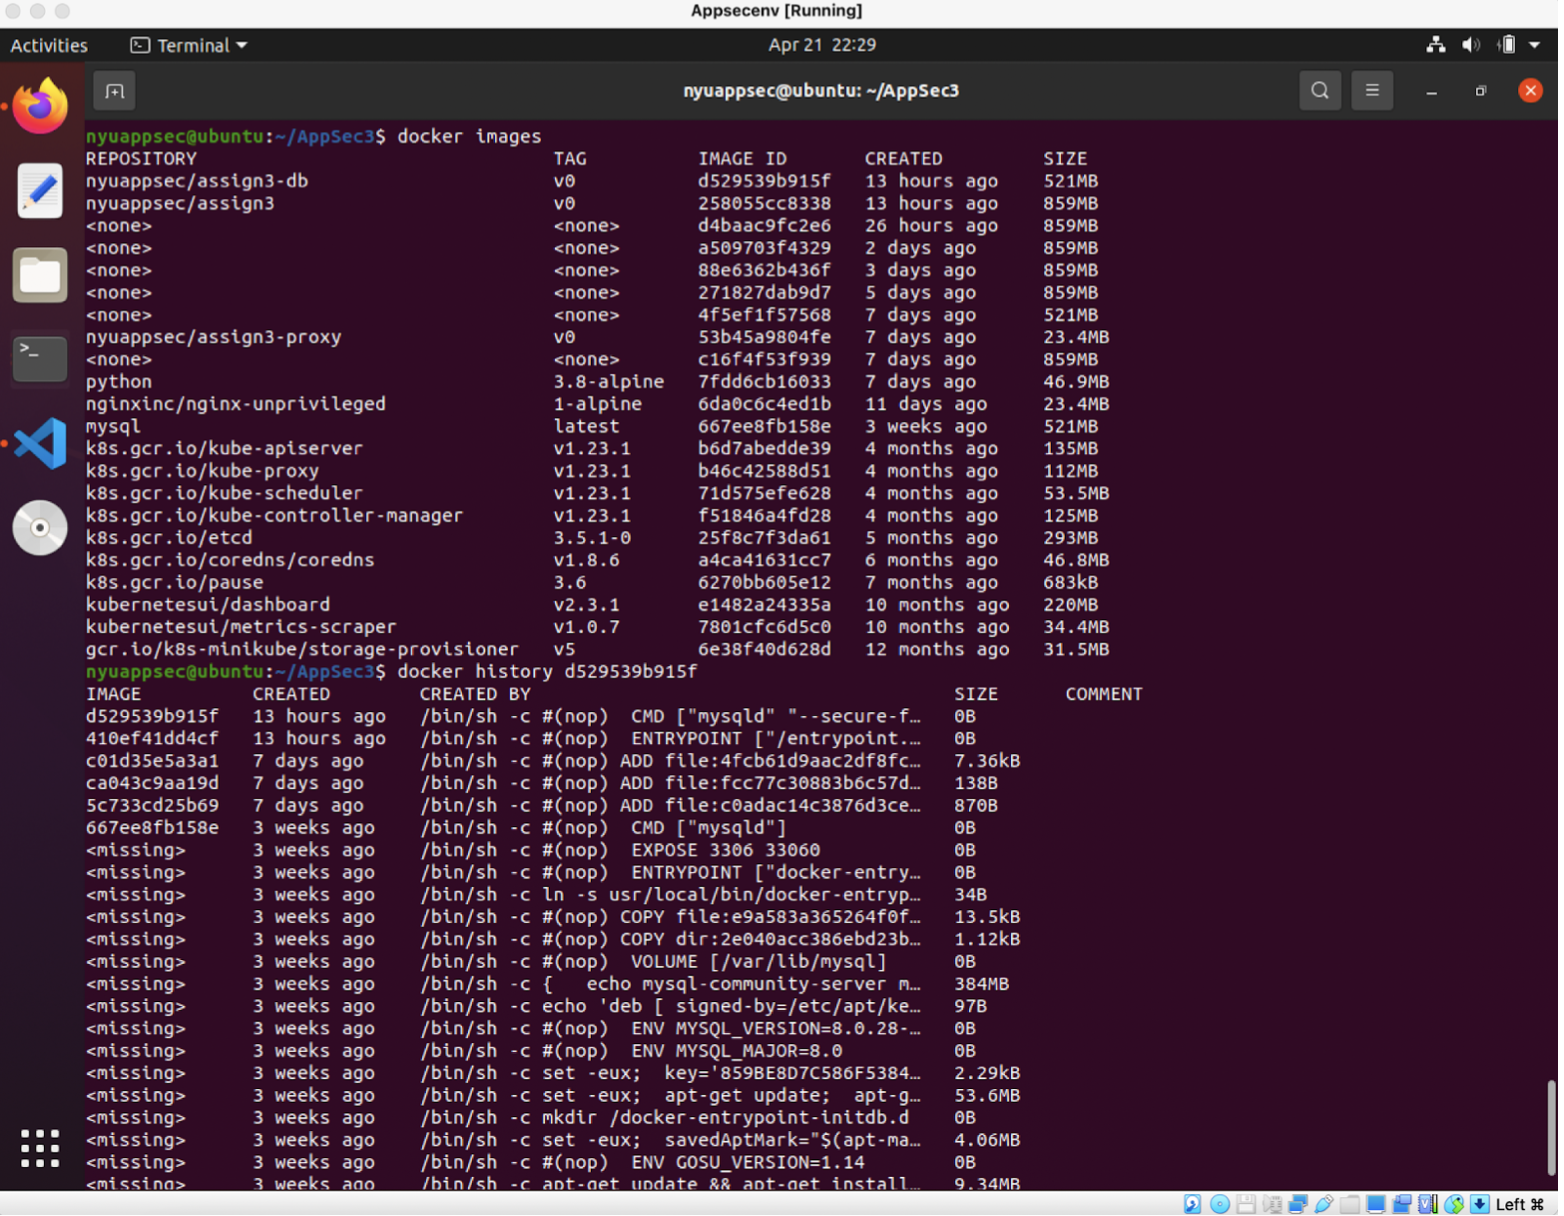 Appsecenv [Running]
Activities Terminal Apr 21 22:29
nyuappsec@ubuntu: ~/AppSec3
nyuappsec@ubuntu:~/AppSec3$ docker images
REPOSITORY TAG IMAGE ID CREATED SIZE
nyuappsec/assign3-db v0 d529539b915f 13 hours ago 521MB
nyuappsec/assign3 v0 258055cc8338 13 hours ago 859MB
<none> <none> d4baac9fc2e6 26 hours ago 859MB
<none> <none> a509703f4329 2 days ago 859MB
<none> <none> 88e6362b436f 3 days ago 859MB
<none> <none> 271827dab9d7 5 days ago 859MB
<none> <none> 4f5ef1f57568 7 days ago 521MB
nyuappsec/assign3-proxy v0 53b45a9804fe 7 days ago 23.4MB
<none> <none> c16f4f53f939 7 days ago 859MB
python 3.8-alpine 7fdd6cb16033 7 days ago 46.9MB
nginxinc/nginx-unprivileged 1-alpine 6da0c6c4ed1b 11 days ago 23.4MB
mysql latest 667ee8fb158e 3 weeks ago 521MB
k8s.gcr.io/kube-apiserver v1.23.1 b6d7abedde39 4 months ago 135MB
k8s.gcr.io/kube-proxy v1.23.1 b46c42588d51 4 months ago 112MB
k8s.gcr.io/kube-scheduler v1.23.1 71d575efe628 4 months ago 53.5MB
k8s.gcr.io/kube-controller-manager v1.23.1 f51846a4fd28 4 months ago 125MB
k8s.gcr.io/etcd 3.5.1-0 25f8c7f3da61 5 months ago 293MB
k8s.gcr.io/coredns/coredns v1.8.6 a4ca41631cc7 6 months ago 46.8MB
k8s.gcr.io/pause 3.6 6270bb605e12 7 months ago 683kB
kubernetesui/dashboard v2.3.1 e1482a24335a 10 months ago 220MB
kubernetesui/metrics-scraper v1.0.7 7801cfc6d5c0 10 months ago 34.4MB
gcr.io/k8s-minikube/storage-provisioner v5 6e38f40d628d 12 months ago 31.5MB
nyuappsec@ubuntu:~/AppSec3$ docker history d529539b915f
IMAGE CREATED CREATED BY SIZE COMMENT
d529539b915f 13 hours ago /bin/sh -c #(nop) CMD ["mysqld" "--secure-f… 0B
410ef41dd4cf 13 hours ago /bin/sh -c #(nop) ENTRYPOINT ["/entrypoint.… 0B
c01d35e5a3a1 7 days ago /bin/sh -c #(nop) ADD file:4fcb61d9aac2df8fc… 7.36kB
ca043c9aa19d 7 days ago /bin/sh -c #(nop) ADD file:fcc77c30883b6c57d… 138B
5c733cd25b69 7 days ago /bin/sh -c #(nop) ADD file:c0adac14c3876d3ce… 870B
667ee8fb158e 3 weeks ago /bin/sh -c #(nop) CMD ["mysqld"] 0B
<missing> 3 weeks ago /bin/sh -c #(nop) EXPOSE 3306 33060 0B
<missing> 3 weeks ago /bin/sh -c #(nop) ENTRYPOINT ["docker-entry… 0B
<missing> 3 weeks ago /bin/sh -c ln -s usr/local/bin/docker-entryp… 34B
<missing> 3 weeks ago /bin/sh -c #(nop) COPY file:e9a583a365264f0f… 13.5kB
<missing> 3 weeks ago /bin/sh -c #(nop) COPY dir:2e040acc386ebd23b… 1.12kB
<missing> 3 weeks ago /bin/sh -c #(nop) VOLUME [/var/lib/mysql] 0B
<missing> 3 weeks ago /bin/sh -c { echo mysql-community-server m… 384MB
<missing> 3 weeks ago /bin/sh -c echo 'deb [ signed-by=/etc/apt/ke… 97B
<missing> 3 weeks ago /bin/sh -c #(nop) ENV MYSQL_VERSION=8.0.28-… 0B
<missing> 3 weeks ago /bin/sh -c #(nop) ENV MYSQL_MAJOR=8.0 0B
<missing> 3 weeks ago /bin/sh -c set -eux; key='859BE8D7C586F5384… 2.29kB
<missing> 3 weeks ago /bin/sh -c set -eux; apt-get update; apt-g… 53.6MB
<missing> 3 weeks ago /bin/sh -c mkdir /docker-entrypoint-initdb.d 0B
<missing> 3 weeks ago /bin/sh -c set -eux; savedAptMark="$(apt-ma… 4.06MB
<missing> 3 weeks ago /bin/sh -c #(nop) ENV GOSU_VERSION=1.14 0B
<missing> 3 weeks ago /bin/sh -c apt-get update && apt-get install… 9.34MB
Left ⌘